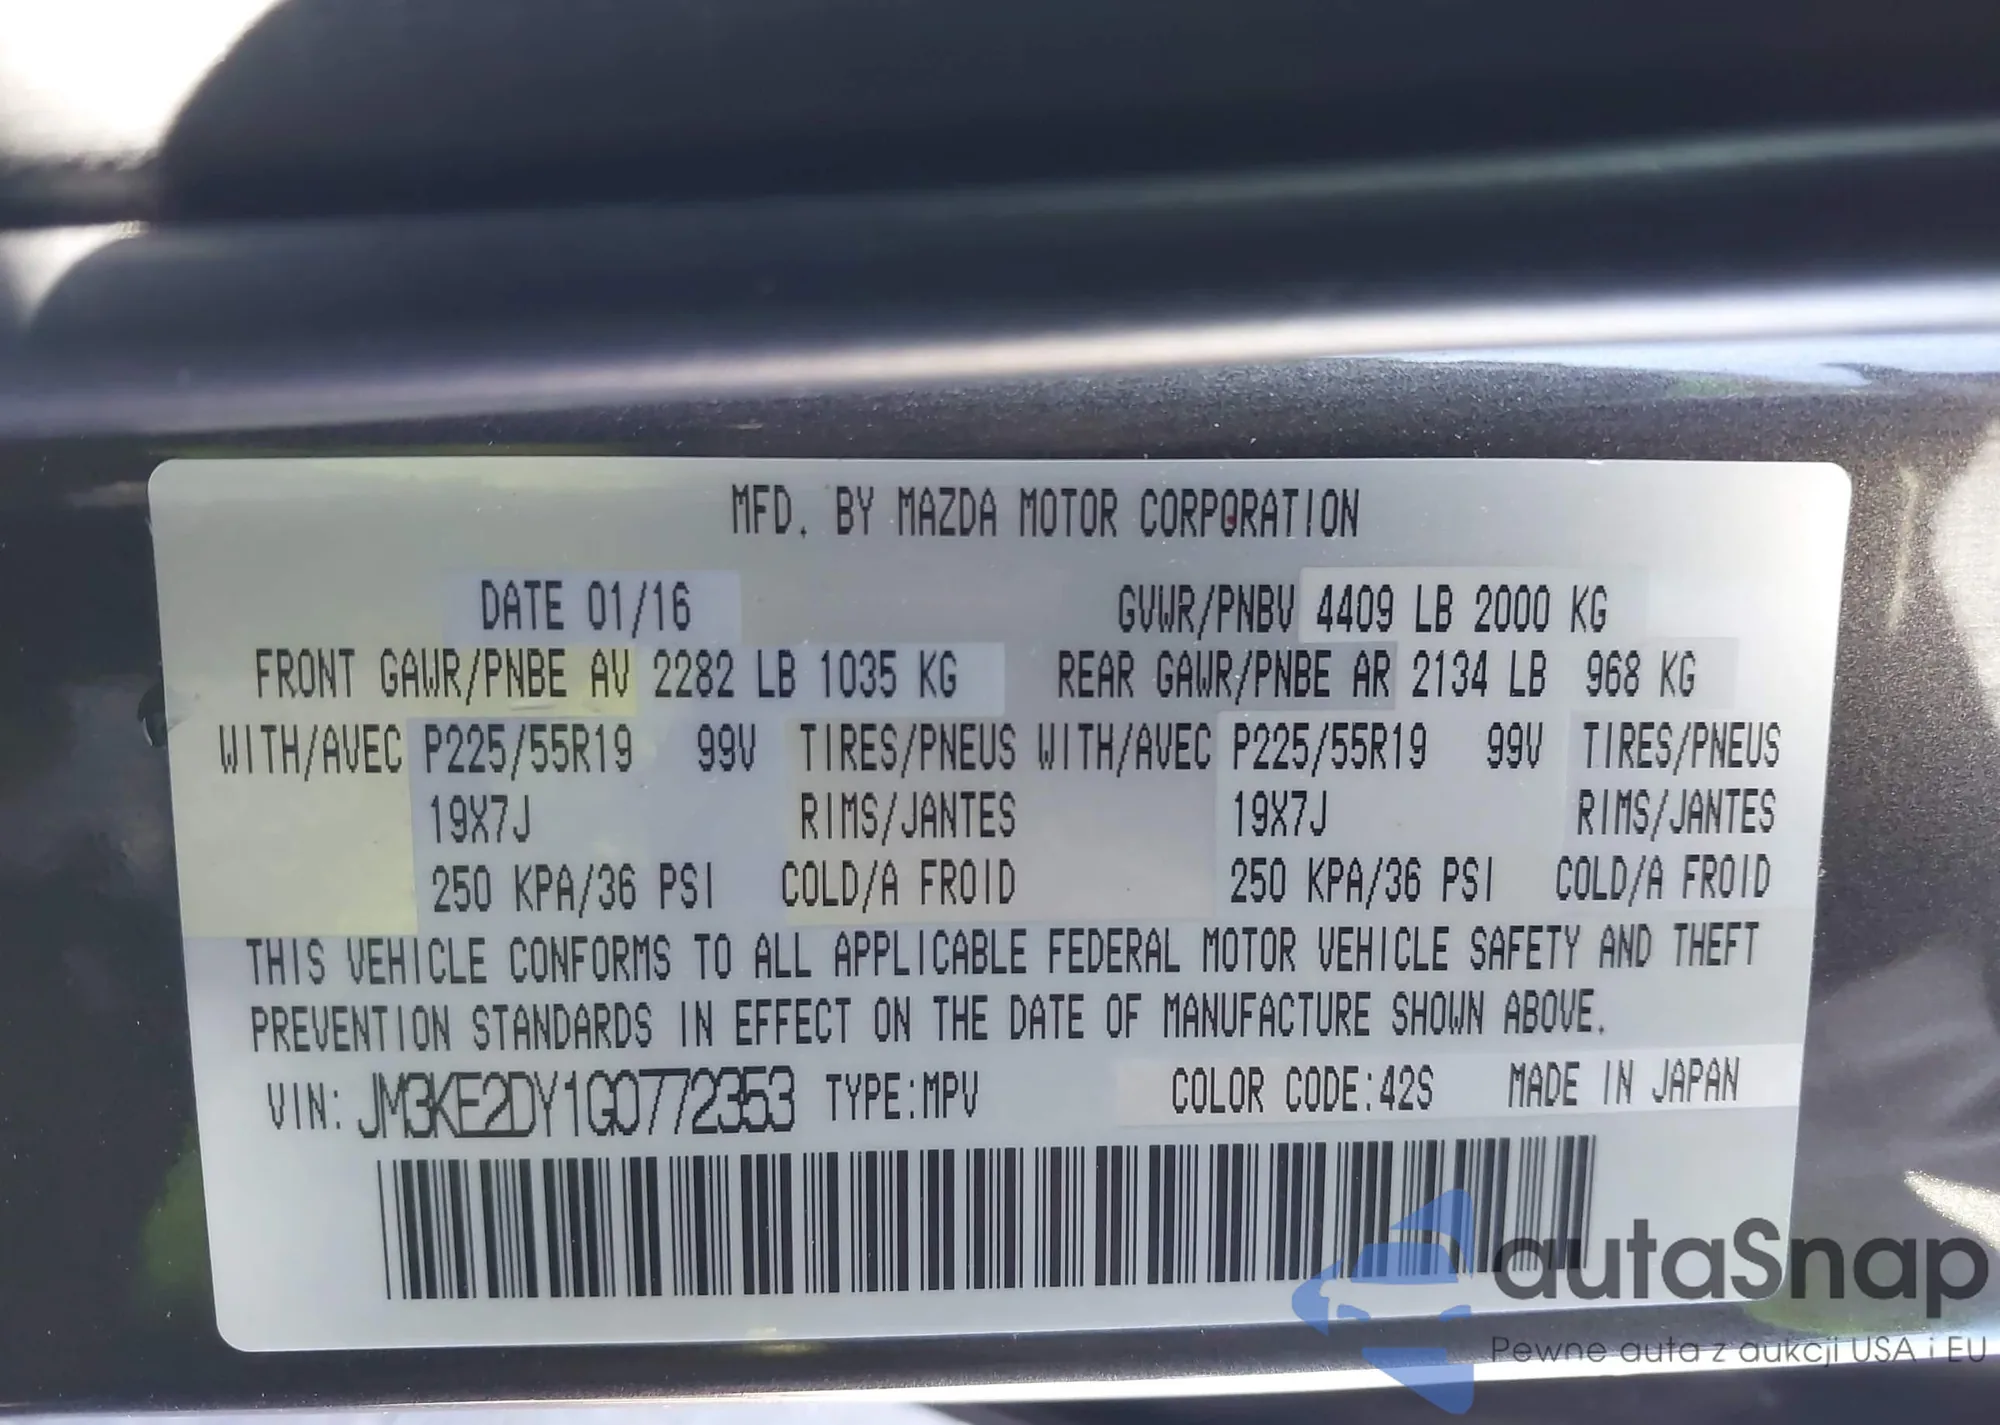 MFD. BY MAZDA MOTOR CORPORATION
DATE 01/16 GVWR/PNBV 4409 LB 2000 KG
FRONT GAWR/PNBE AV 2282 LB 1035 KG REAR GAWR/PNBE AR 2134 LB 968 KG
WITH/AVEC P225/55R19 99V TIRES/PNEUS WITH/AVEC P225/55R19 99V TIRES/PNEUS
19X7J RIMS/JANTES 19X7J RIMS/JANTES
250 KPA/36 PSI COLD/A FROID 250 KPA/36 PSI COLD/A FROID
THIS VEHICLE CONFORMS TO ALL APPLICABLE FEDERAL MOTOR VEHICLE SAFETY AND THEFT
PREVENTION STANDARDS IN EFFECT ON THE DATE OF MANUFACTURE SHOWN ABOVE.
VIN: JM3KE2DY1G0772353 TYPE:MPV COLOR CODE:42S MADE IN JAPAN
autaSnap
Pewne auta z aukcji USA i EU